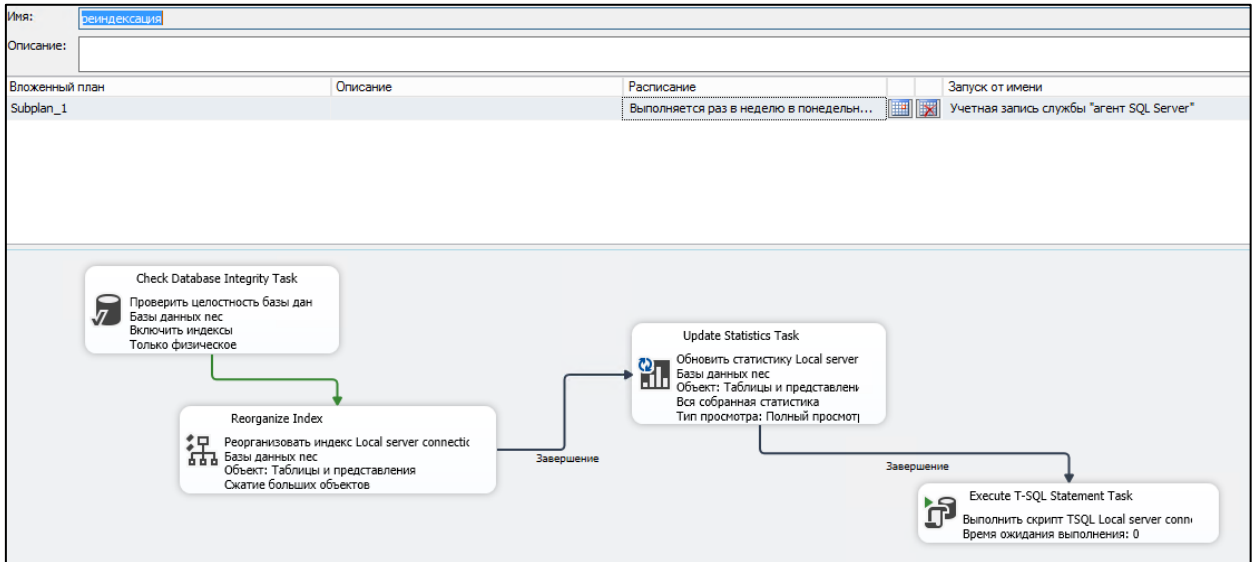 Имя:
реиндексация
Описание:
Вложенный план
Описание
Расписание
Запуск от имени
Subplan_1
Выполняется раз в неделю в понедельн...
Учетная запись службы "агент SQL Server"
Check Database Integrity Task
Проверить целостность базы дан
Базы данных nec
Включить индексы
Только физическое
Reorganize Index
Реорганизовать индекс Local server connectic
Базы данных nec
Объект: Таблицы и представления
Сжатие больших объектов
Завершение
Update Statistics Task
Обновить статистику Local server
Базы данных nec
Объект: Таблицы и представлени
Вся собранная статистика
Тип просмотра: Полный просмотр
Завершение
Execute T-SQL Statement Task
Выполнить скрипт TSQL Local server conn
Время ожидания выполнения: 0